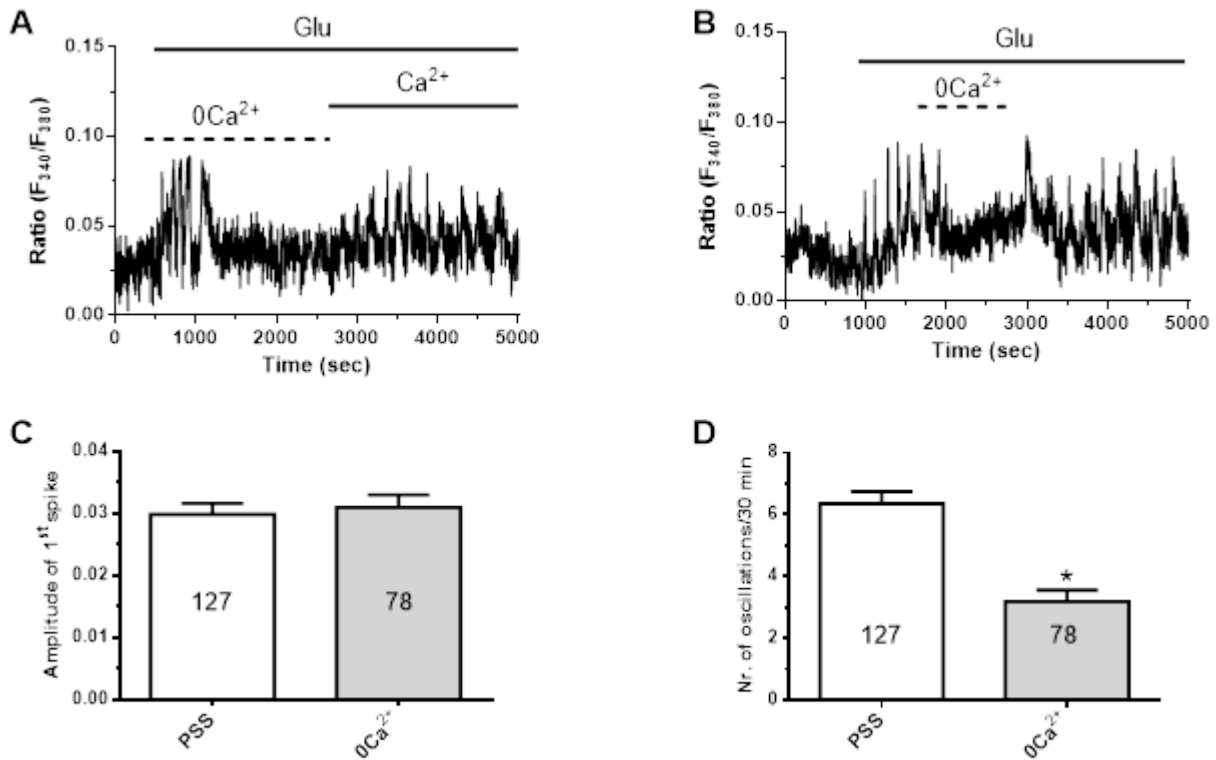 A
Glu
Ca²⁺
0Ca²⁺
0.15
0.10
0.05
0.00
Ratio (F₃₄₀/F₃₈₀)
0 1000 2000 3000 4000 5000
Time (sec)
B
Glu
0Ca²⁺
0.15
0.10
0.05
0.00
Ratio (F₃₄₀/F₃₈₀)
0 1000 2000 3000 4000 5000
Time (sec)
C
0.04
0.03
0.02
0.01
0.00
Amplitude of 1ˢᵗ spike
127
78
PSS
0Ca²⁺
D
8
6
4
2
0
Nr. of oscillations/30 min
*
127
78
PSS
0Ca²⁺